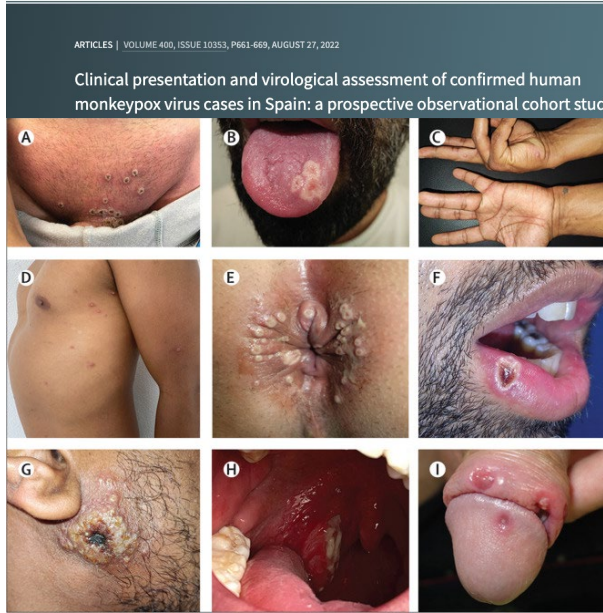 ARTICLES | VOLUME 400, ISSUE 10353, P661-669, AUGUST 27, 2022
Clinical presentation and virological assessment of confirmed human
monkeypox virus cases in Spain: a prospective observational cohort stud
A
B
C
D
E
F
G
H
I